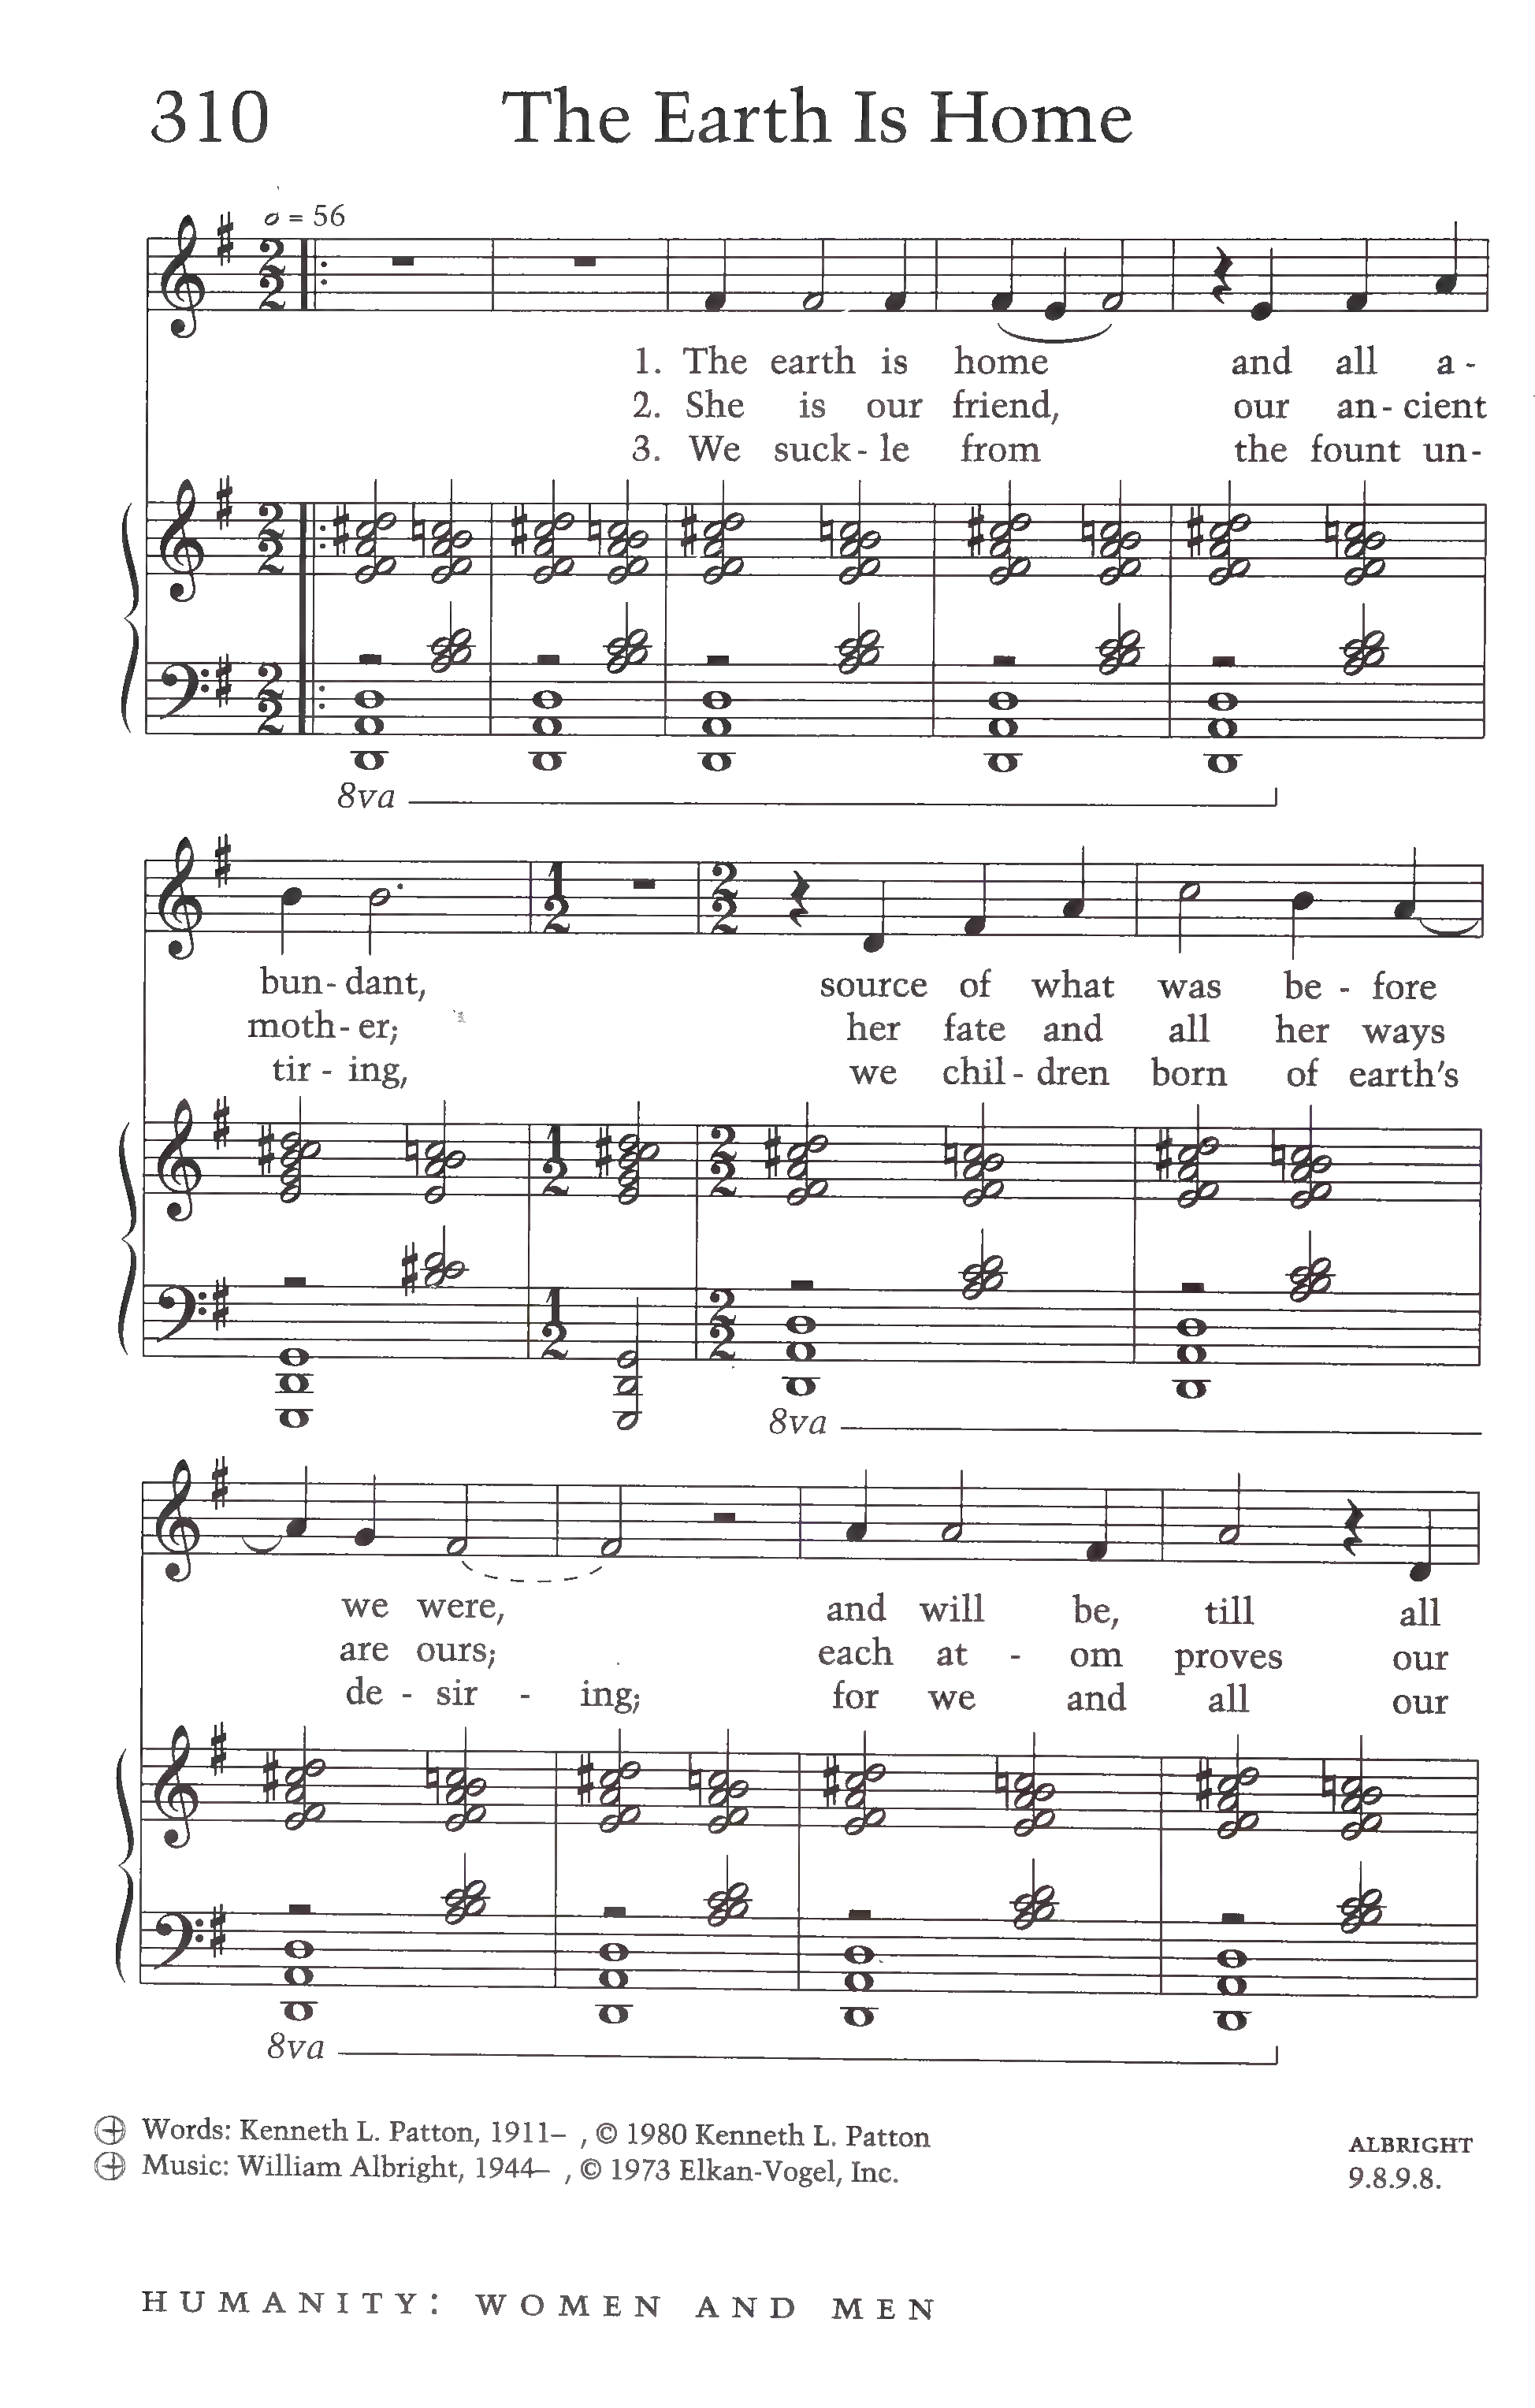 310 The Earth Is Home
= 56
1. The earth is home and all a-
2. She is our friend, our an- cient
3. We suck- le from the fount un-
8va
bun- dant, source of what was be - fore
moth- er; her fate and all her ways
tir - ing, we chil- dren born of earth's
8va
we were, and will be, till all
are ours; each at - om proves our
de - sir - ing; for we and all our
8va
Words: Kenneth L. Patton, 1911– , © 1980 Kenneth L. Patton
Music: William Albright, 1944– , © 1973 Elkan-Vogel, Inc.
ALBRIGHT
9.8.9.8.
HUMANITY: WOMEN AND MEN